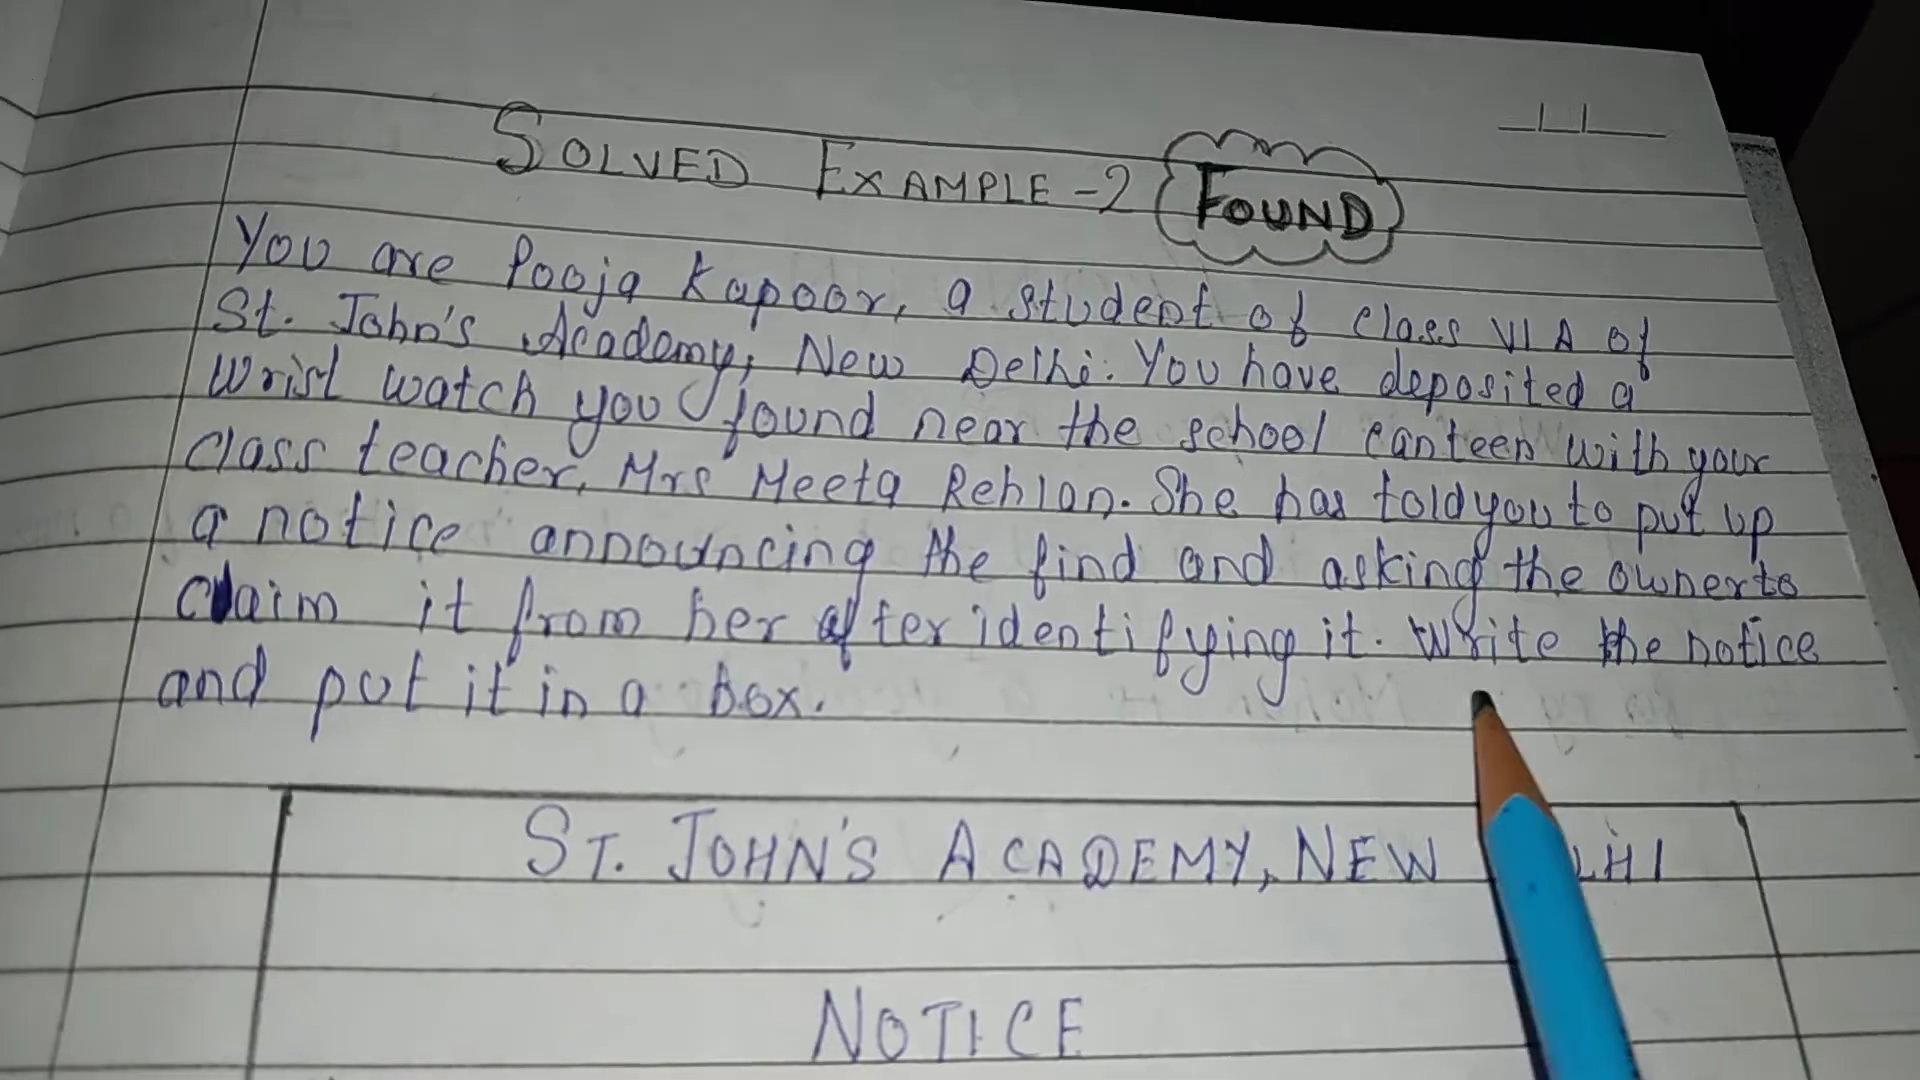 SOLVED EXAMPLE-2 FOUND
You are Pooja Kapoor, a student of class VI A of
St. John's Academy, New Delhi. You have deposited a
wrist watch you found near the school canteen with your
class teacher, Mrs Meeta Rehlan. She has told you to put up
a notice announcing the find and asking the owner to
claim it from her after identifying it. Write the notice
and put it in a box.
ST. JOHN'S ACADEMY, NEW LHI
NOTICE